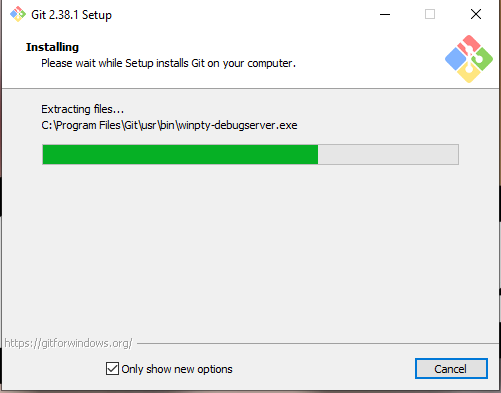 Git 2.38.1 Setup
Installing
Please wait while Setup installs Git on your computer.
Extracting files...
C:\Program Files\Git\usr\bin\winpty-debugserver.exe
https://gitforwindows.org/
Only show new options
Cancel